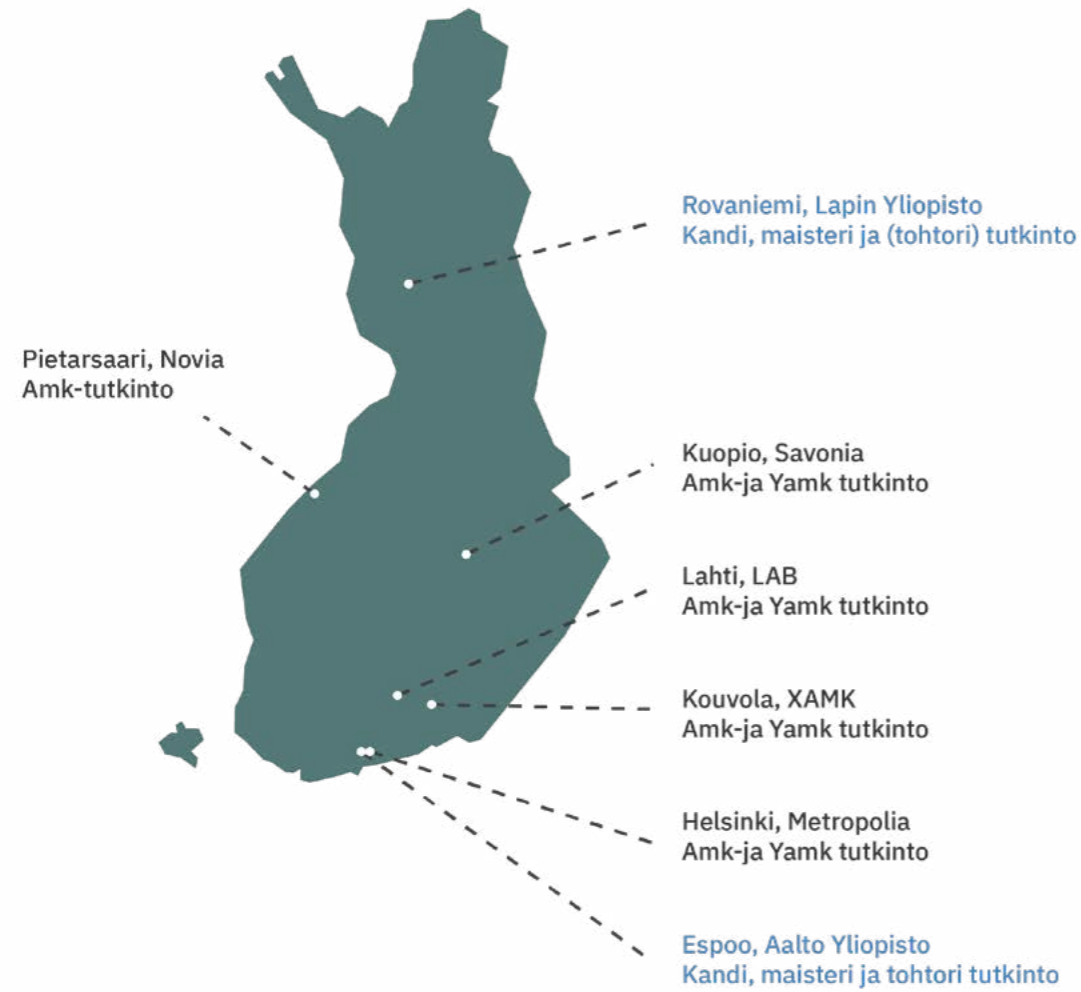 Rovaniemi, Lapin Yliopisto
Kandi, maisteri ja (tohtori) tutkinto
Pietarsaari, Novia
Amk-tutkinto
Kuopio, Savonia
Amk-ja Yamk tutkinto
Lahti, LAB
Amk-ja Yamk tutkinto
Kouvola, XAMK
Amk-ja Yamk tutkinto
Helsinki, Metropolia
Amk-ja Yamk tutkinto
Espoo, Aalto Yliopisto
Kandi, maisteri ja tohtori tutkinto